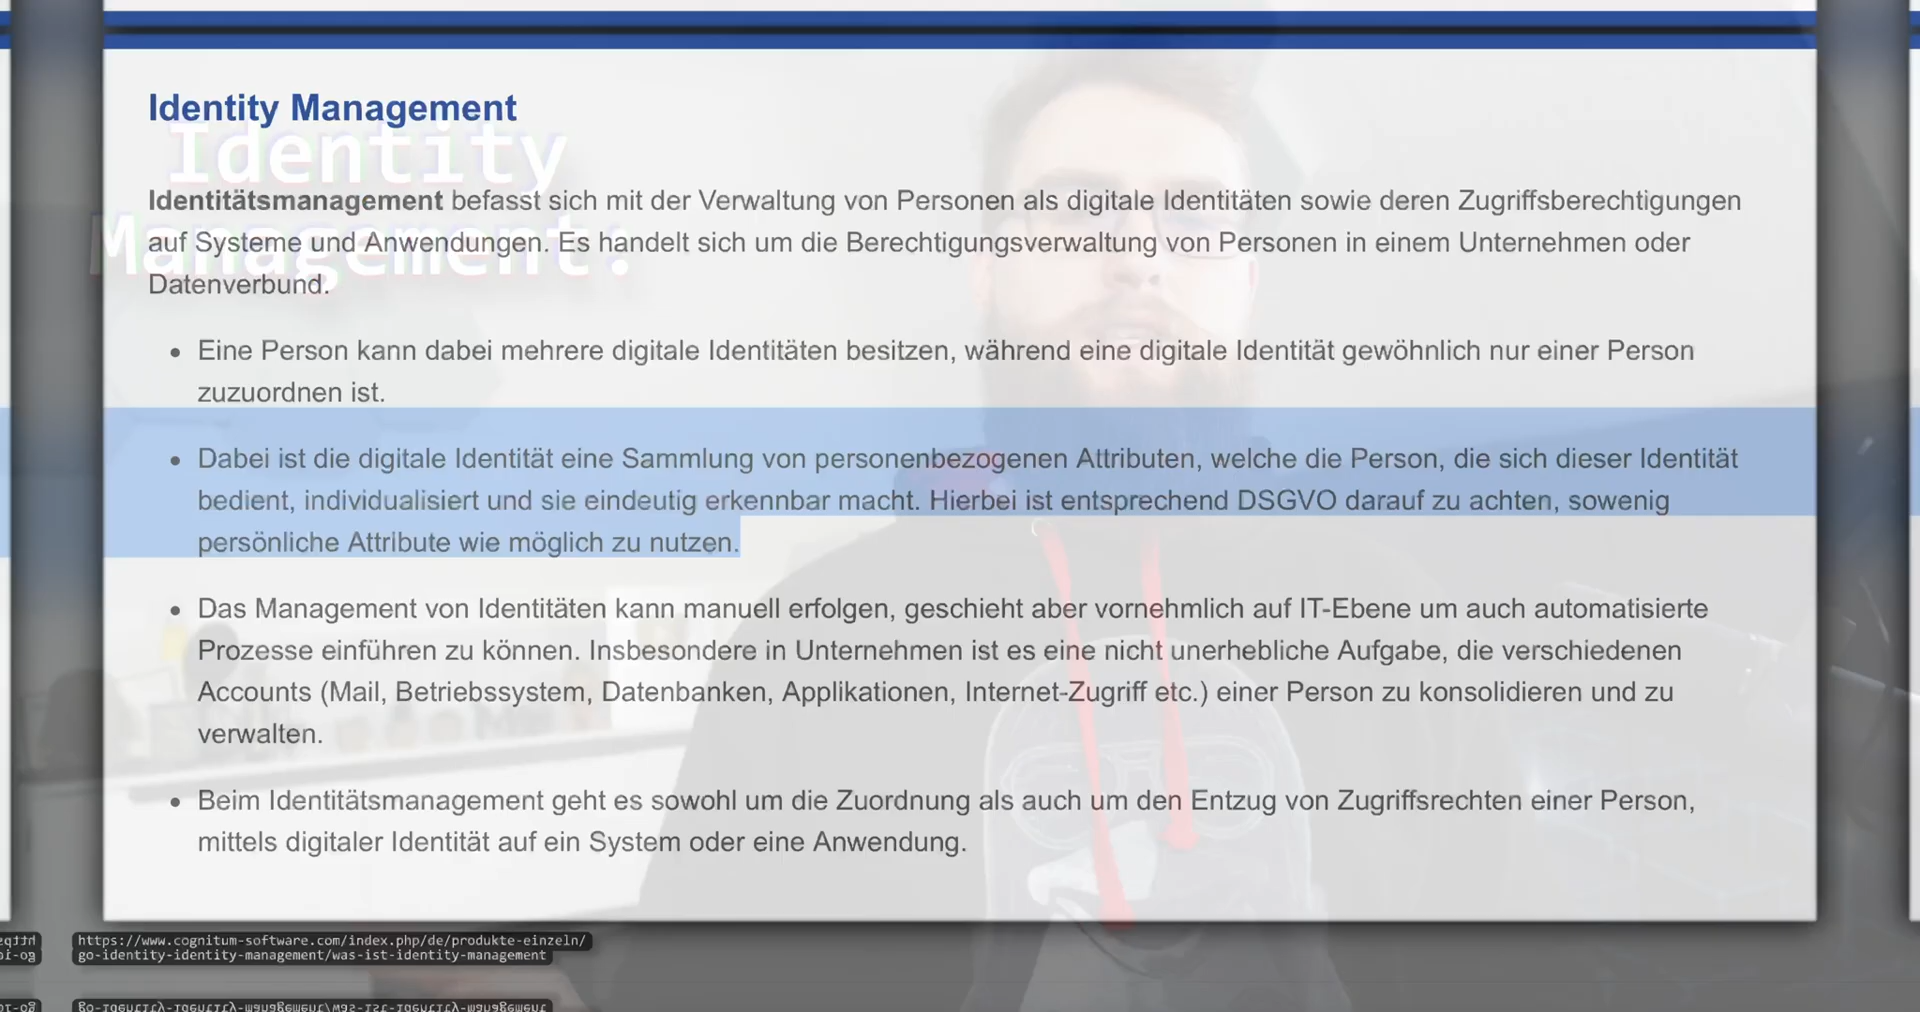 Identity Management
Identity
Management:
Identitätsmanagement befasst sich mit der Verwaltung von Personen als digitale Identitäten sowie deren Zugriffsberechtigungen
auf Systeme und Anwendungen. Es handelt sich um die Berechtigungsverwaltung von Personen in einem Unternehmen oder
Datenverbund.
• Eine Person kann dabei mehrere digitale Identitäten besitzen, während eine digitale Identität gewöhnlich nur einer Person
zuzuordnen ist.
• Dabei ist die digitale Identität eine Sammlung von personenbezogenen Attributen, welche die Person, die sich dieser Identität
bedient, individualisiert und sie eindeutig erkennbar macht. Hierbei ist entsprechend DSGVO darauf zu achten, sowenig
persönliche Attribute wie möglich zu nutzen.
• Das Management von Identitäten kann manuell erfolgen, geschieht aber vornehmlich auf IT-Ebene um auch automatisierte
Prozesse einführen zu können. Insbesondere in Unternehmen ist es eine nicht unerhebliche Aufgabe, die verschiedenen
Accounts (Mail, Betriebssystem, Datenbanken, Applikationen, Internet-Zugriff etc.) einer Person zu konsolidieren und zu
verwalten.
• Beim Identitätsmanagement geht es sowohl um die Zuordnung als auch um den Entzug von Zugriffsrechten einer Person,
mittels digitaler Identität auf ein System oder eine Anwendung.
https://www.cognitum-software.com/index.php/de/produkte-einzeln/
go-identity-identity-management/was-ist-identity-management